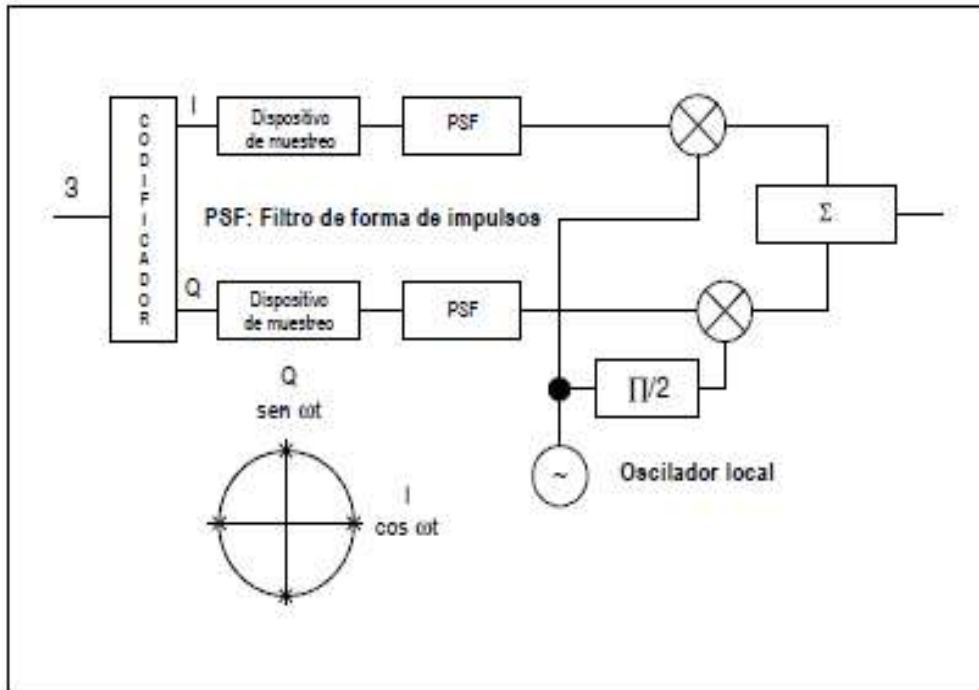 I
Dispositivo
de muestreo
PSF
CODIFICADOR
3
PSF: Filtro de forma de impulsos
Σ
Q
Dispositivo
de muestreo
PSF
∏/2
Q
sen ωt
~
Oscilador local
I
cos ωt